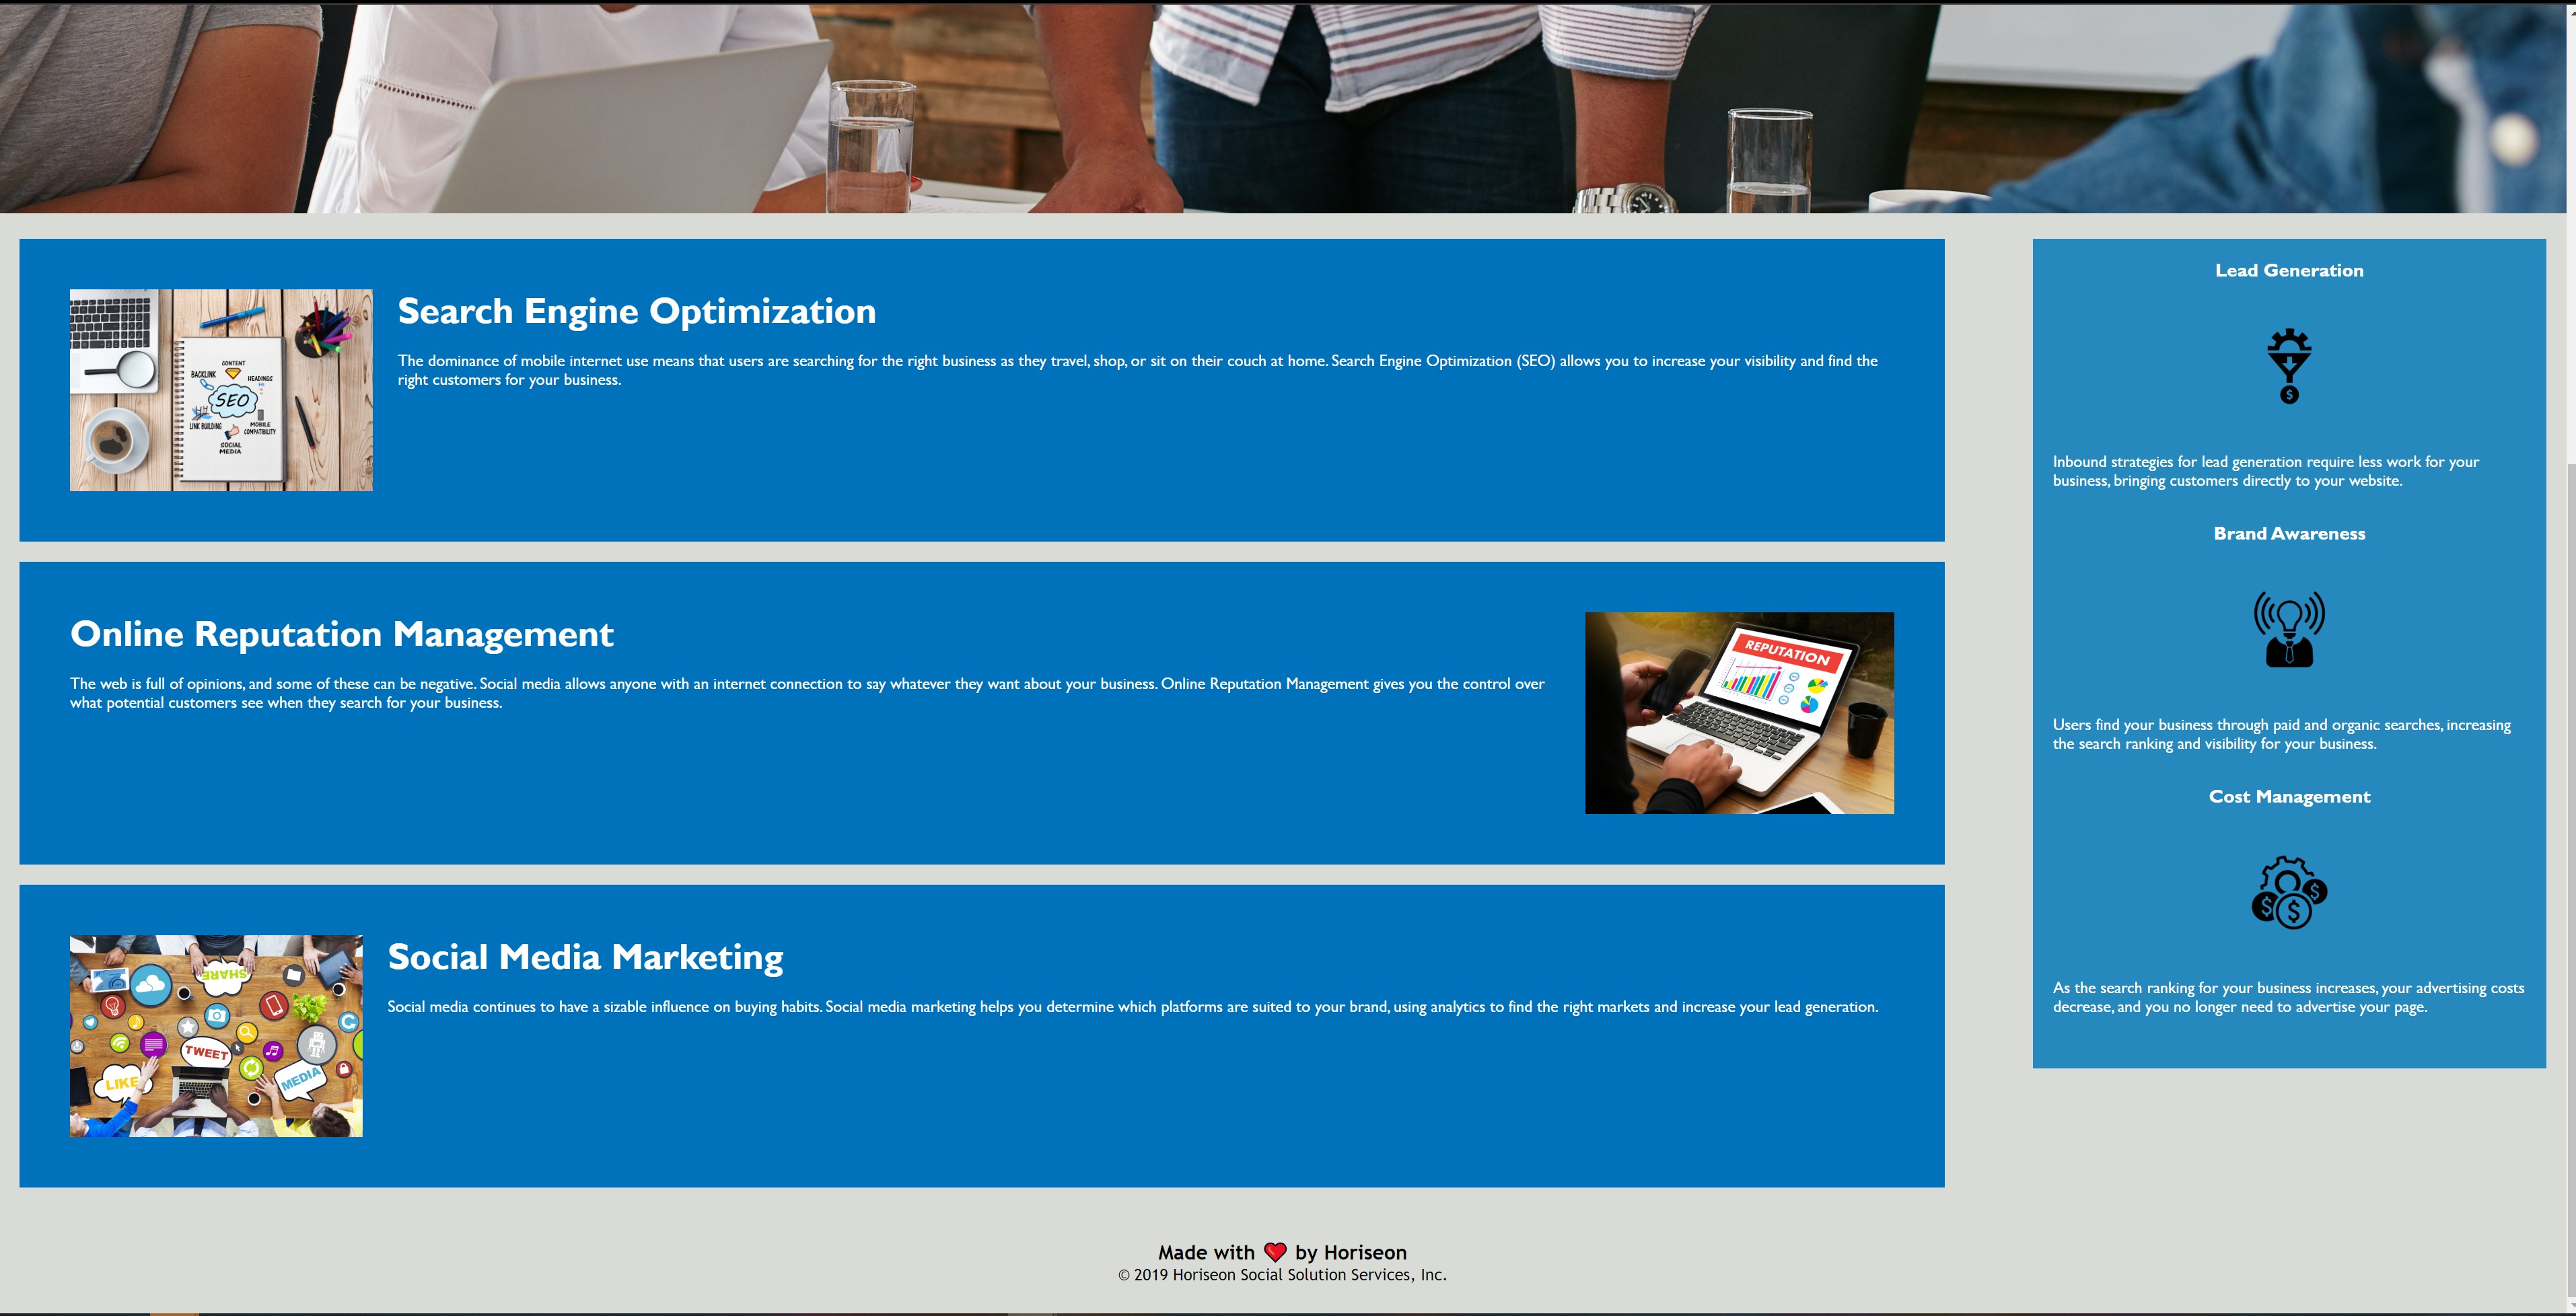 Search Engine Optimization
The dominance of mobile internet use means that users are searching for the right business as they travel, shop, or sit on their couch at home. Search Engine Optimization (SEO) allows you to increase your visibility and find the
right customers for your business.
CONTENT
BACKLINK
HEADINGS
SEO
LINK BUILDING
MOBILE
COMPATIBILITY
SOCIAL
MEDIA
Online Reputation Management
The web is full of opinions, and some of these can be negative. Social media allows anyone with an internet connection to say whatever they want about your business. Online Reputation Management gives you the control over
what potential customers see when they search for your business.
REPUTATION
Social Media Marketing
Social media continues to have a sizable influence on buying habits. Social media marketing helps you determine which platforms are suited to your brand, using analytics to find the right markets and increase your lead generation.
SHARE
TWEET
LIKE
MEDIA
Lead Generation
$
Inbound strategies for lead generation require less work for your
business, bringing customers directly to your website.
Brand Awareness
Users find your business through paid and organic searches, increasing
the search ranking and visibility for your business.
Cost Management
$ $ $
As the search ranking for your business increases, your advertising costs
decrease, and you no longer need to advertise your page.
Made with ❤️ by Horiseon
© 2019 Horiseon Social Solution Services, Inc.